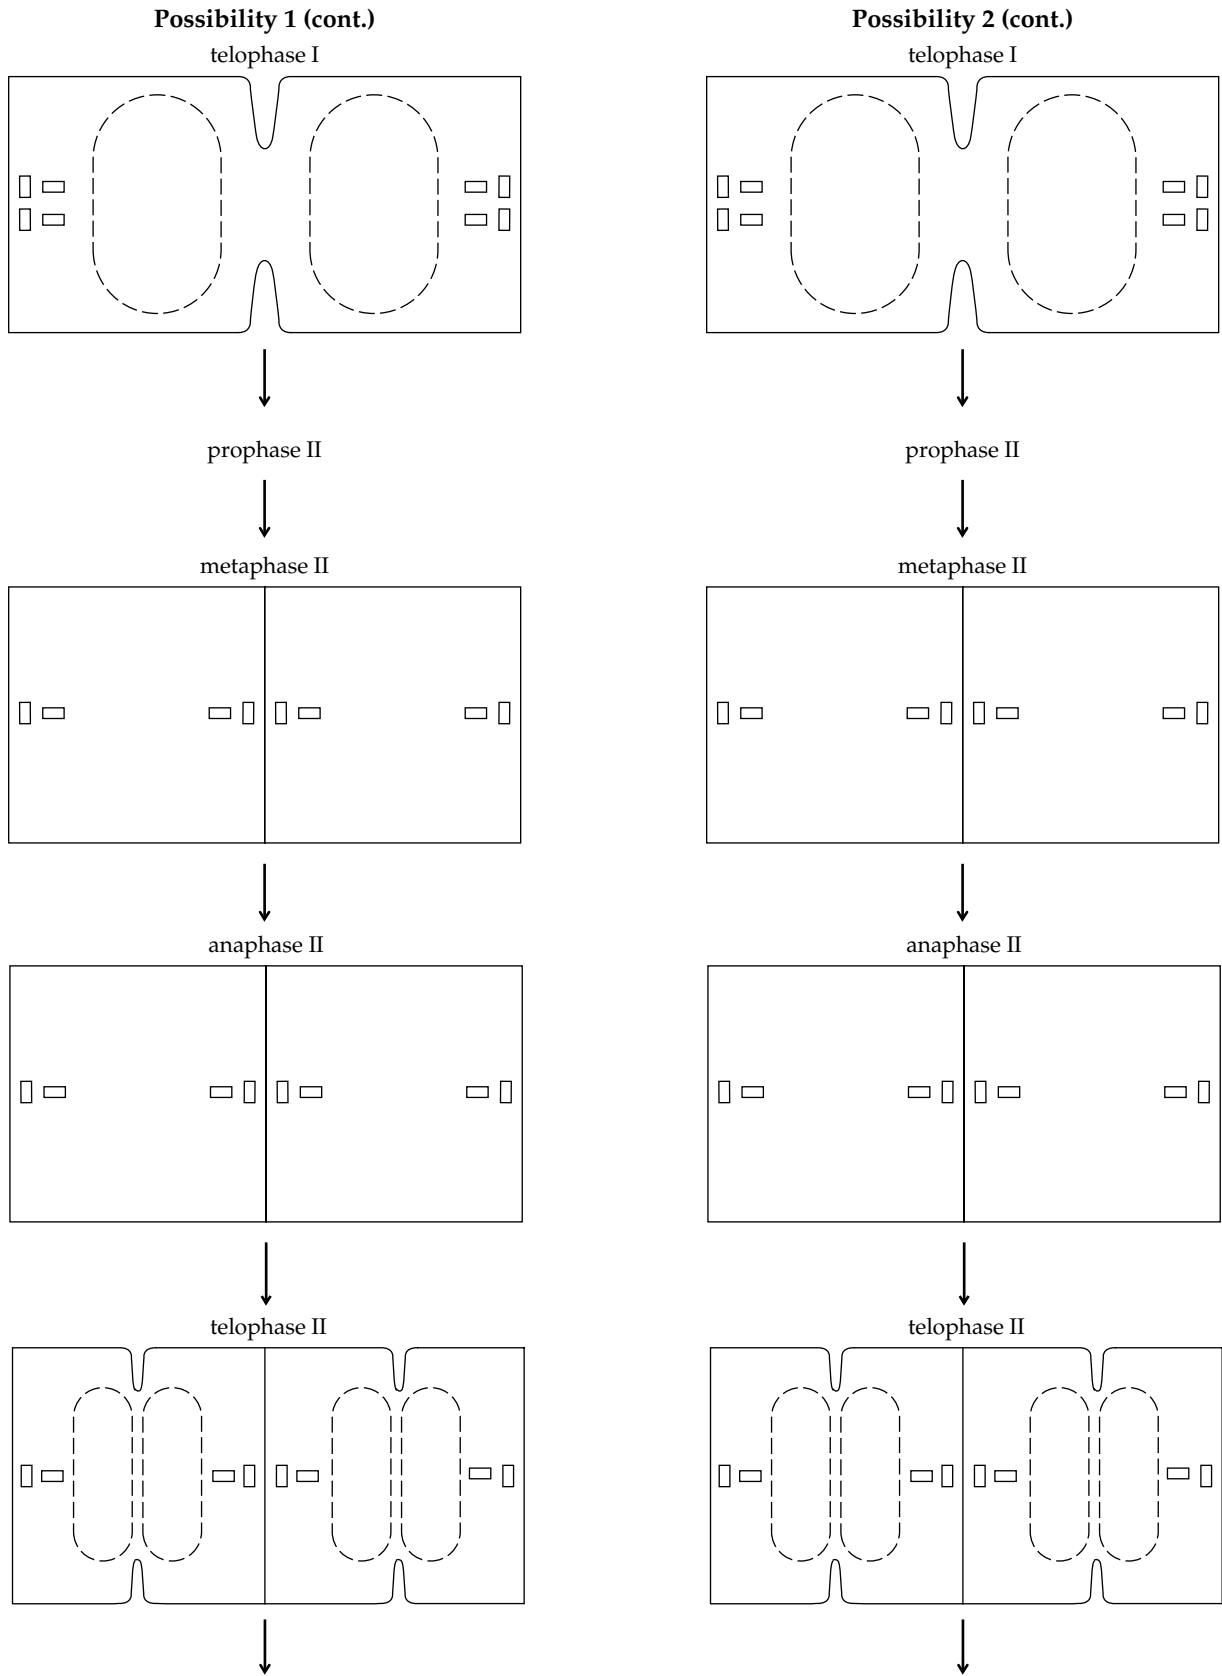 Possibility 1 (cont.)
telophase I
prophase II
metaphase II
anaphase II
telophase II
Possibility 2 (cont.)
telophase I
prophase II
metaphase II
anaphase II
telophase II